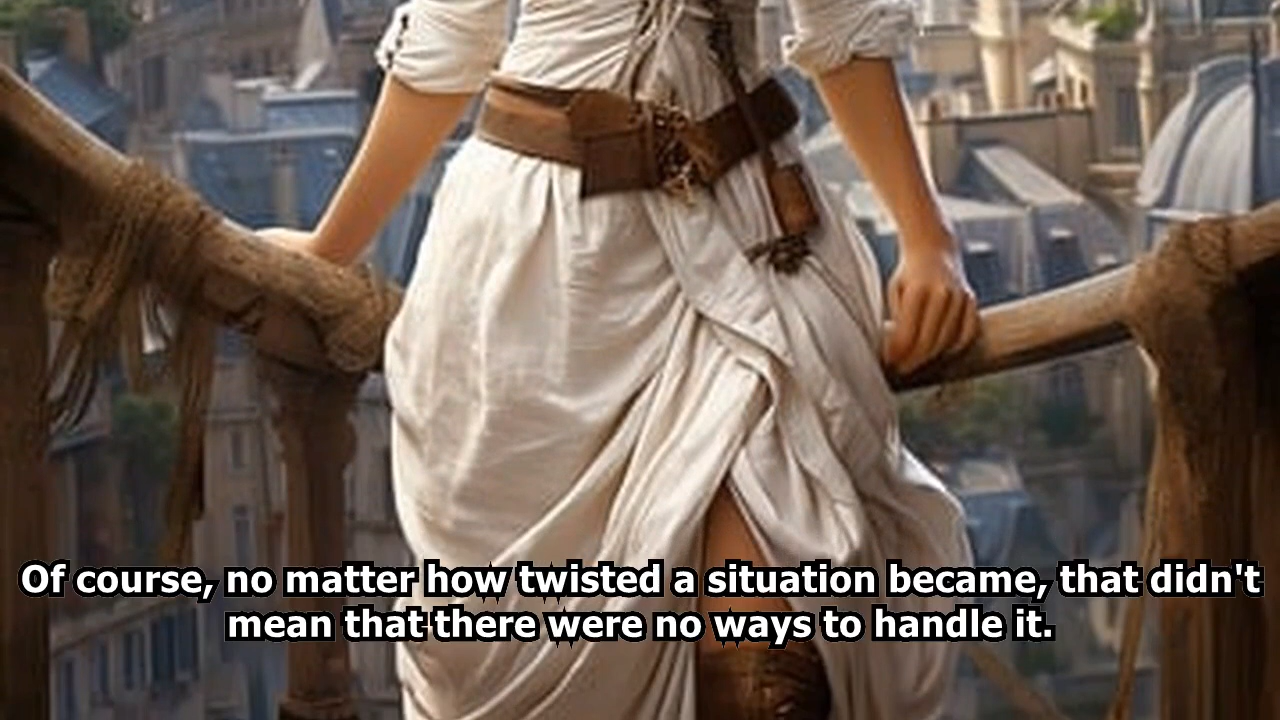 Of course, no matter how twisted a situation became, that didn't
mean that there were no ways to handle it.